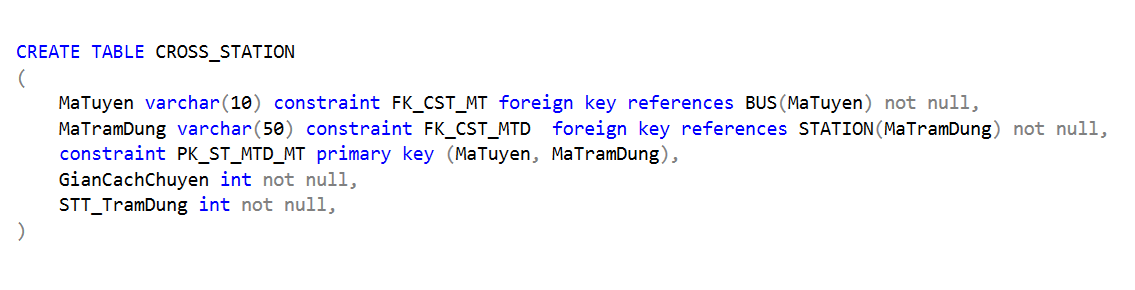 CREATE TABLE CROSS_STATION
(
    MaTuyen varchar(10) constraint FK_CST_MT foreign key references BUS(MaTuyen) not null,
    MaTramDung varchar(50) constraint FK_CST_MTD  foreign key references STATION(MaTramDung) not null,
    constraint PK_ST_MTD_MT primary key (MaTuyen, MaTramDung),
    GianCachChuyen int not null,
    STT_TramDung int not null,
)